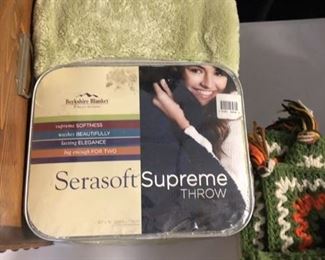 Berkshire Blanket
supreme SOFTNESS
washes BEAUTIFULLY
lasting ELEGANCE
big enough FOR TWO
Serasoft Supreme
THROW